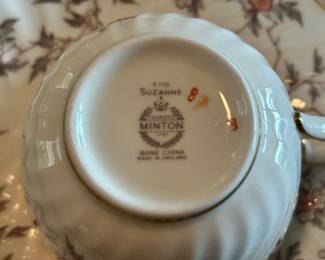 S 710
SUZANNE
MINTON
BONE CHINA
MADE IN ENGLAND